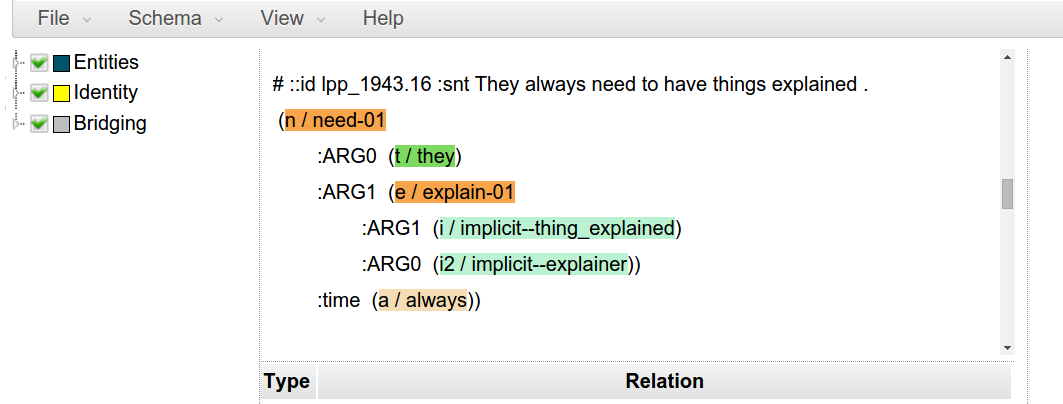 File Schema View Help
Entities
Identity
Bridging
# ::id lpp_1943.16 :snt They always need to have things explained .
(n / need-01
:ARG0 (t / they)
:ARG1 (e / explain-01
:ARG1 (i / implicit--thing_explained)
:ARG0 (i2 / implicit--explainer))
:time (a / always))
Type Relation